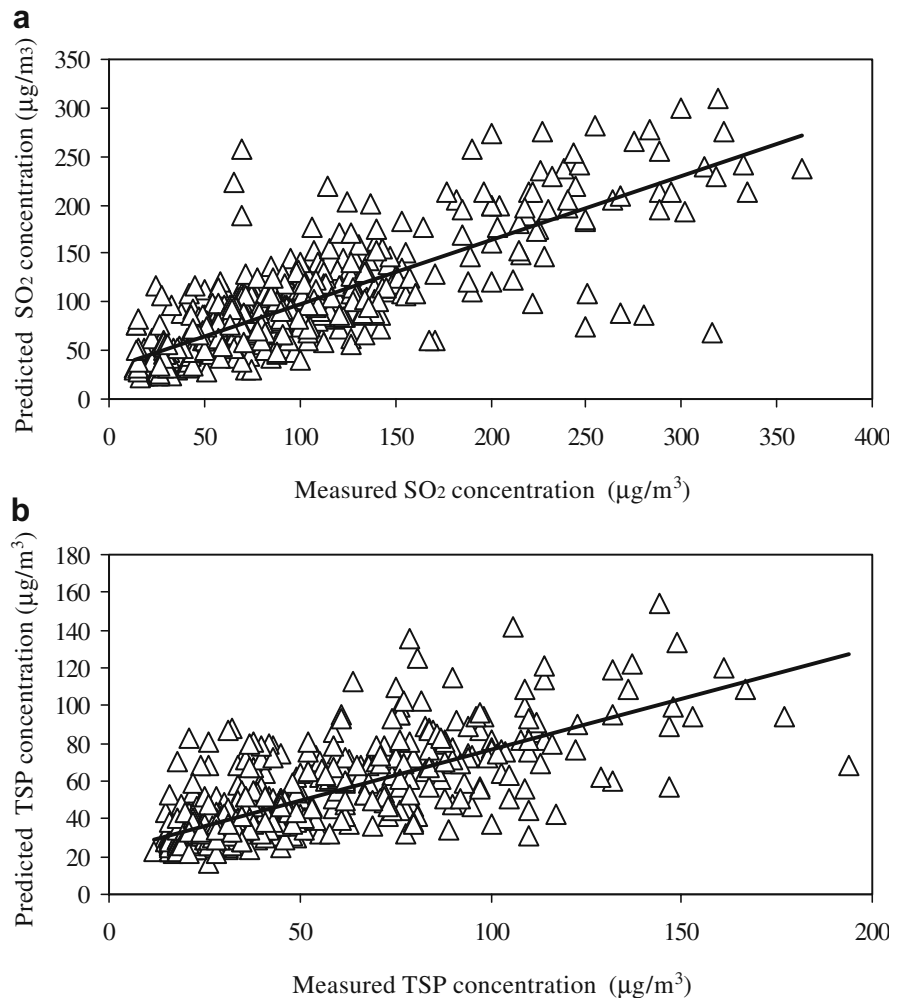 a
Predicted SO2 concentration (µg/m3)
350
300
250
200
150
100
50
0
0 50 100 150 200 250 300 350 400
Measured SO2 concentration (µg/m³)
b
Predicted TSP concentration (µg/m³)
180
160
140
120
100
80
60
40
20
0
0 50 100 150 200
Measured TSP concentration (µg/m³)